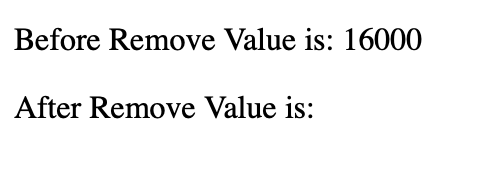 Before Remove Value is: 16000
After Remove Value is: